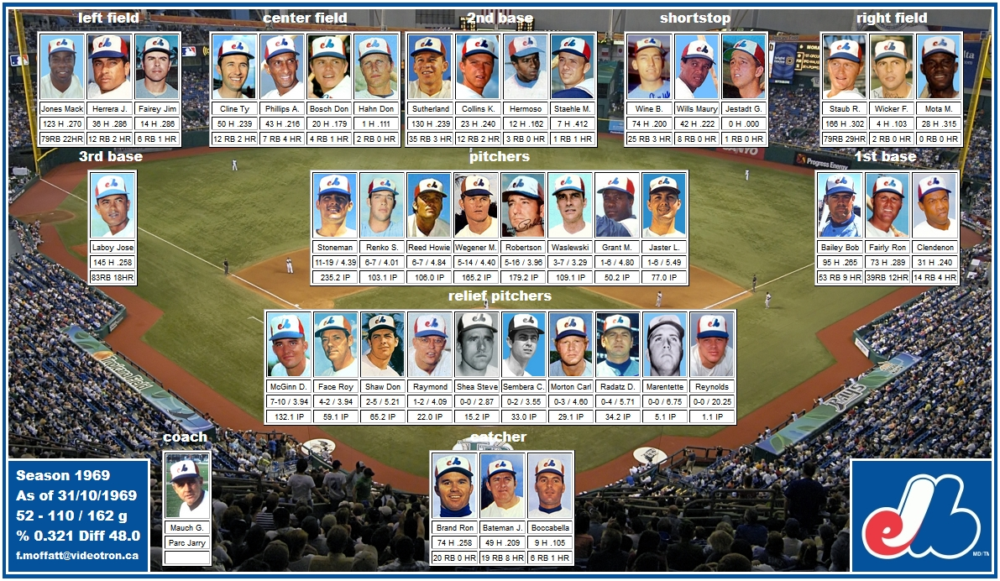 left field
center field
2nd base
shortstop
right field
Jones Mack Herrera J. Fairey Jim
123 H .270 36 H .286 14 H .286
79RB 22HR 12 RB 2 HR 6 RB 1 HR
Cline Ty Phillips A. Bosch Don Hahn Don
50 H .239 43 H .216 20 H .179 1 H .111
12 RB 2 HR 7 RB 4 HR 4 RB 1 HR 2 RB 0 HR
Sutherland Collins K. Hermoso Staehle M.
130 H .239 23 H .240 12 H .162 7 H .412
35 RB 3 HR 12 RB 2 HR 3 RB 0 HR 1 RB 1 HR
Wine B. Wills Maury Jestadt G.
74 H .200 42 H .222 0 H .000
25 RB 3 HR 8 RB 0 HR 1 RB 0 HR
Staub R. Wicker F. Mota M.
166 H .302 4 H .103 28 H .315
79RB 29HR 2 RB 0 HR 0 RB 0 HR
3rd base
pitchers
1st base
Laboy Jose
145 H .258
83RB 18HR
Stoneman Renko S. Reed Howie Wegener M. Robertson Waslewski Grant M. Jaster L.
11-19 / 4.39 6-7 / 4.01 6-7 / 4.84 5-14 / 4.40 5-16 / 3.96 3-7 / 3.29 1-6 / 4.80 1-6 / 5.49
235.2 IP 103.1 IP 106.0 IP 165.2 IP 179.2 IP 109.1 IP 50.2 IP 77.0 IP
Bailey Bob Fairly Ron Clendenon
95 H .265 73 H .289 31 H .240
53 RB 9 HR 39RB 12HR 14 RB 4 HR
Progress Energy
relief pitchers
McGinn D. Face Roy Shaw Don Raymond Shea Steve Sembera C. Morton Carl Radatz D. Marentette Reynolds
7-10 / 3.94 4-2 / 3.94 2-5 / 5.21 1-2 / 4.09 0-0 / 2.87 0-2 / 3.55 0-3 / 4.60 0-4 / 5.71 0-0 / 6.75 0-0 / 20.25
132.1 IP 59.1 IP 65.2 IP 22.0 IP 15.2 IP 33.0 IP 29.1 IP 34.2 IP 5.1 IP 1.1 IP
coach
catcher
Mauch G.
Parc Jarry
Brand Ron Bateman J. Boccabella
74 H .258 49 H .209 9 H .105
20 RB 0 HR 19 RB 8 HR 6 RB 1 HR
Season 1969
As of 31/10/1969
52 - 110 / 162 g
% 0.321 Diff 48.0
f.moffatt@videotron.ca
eb
MD/TM